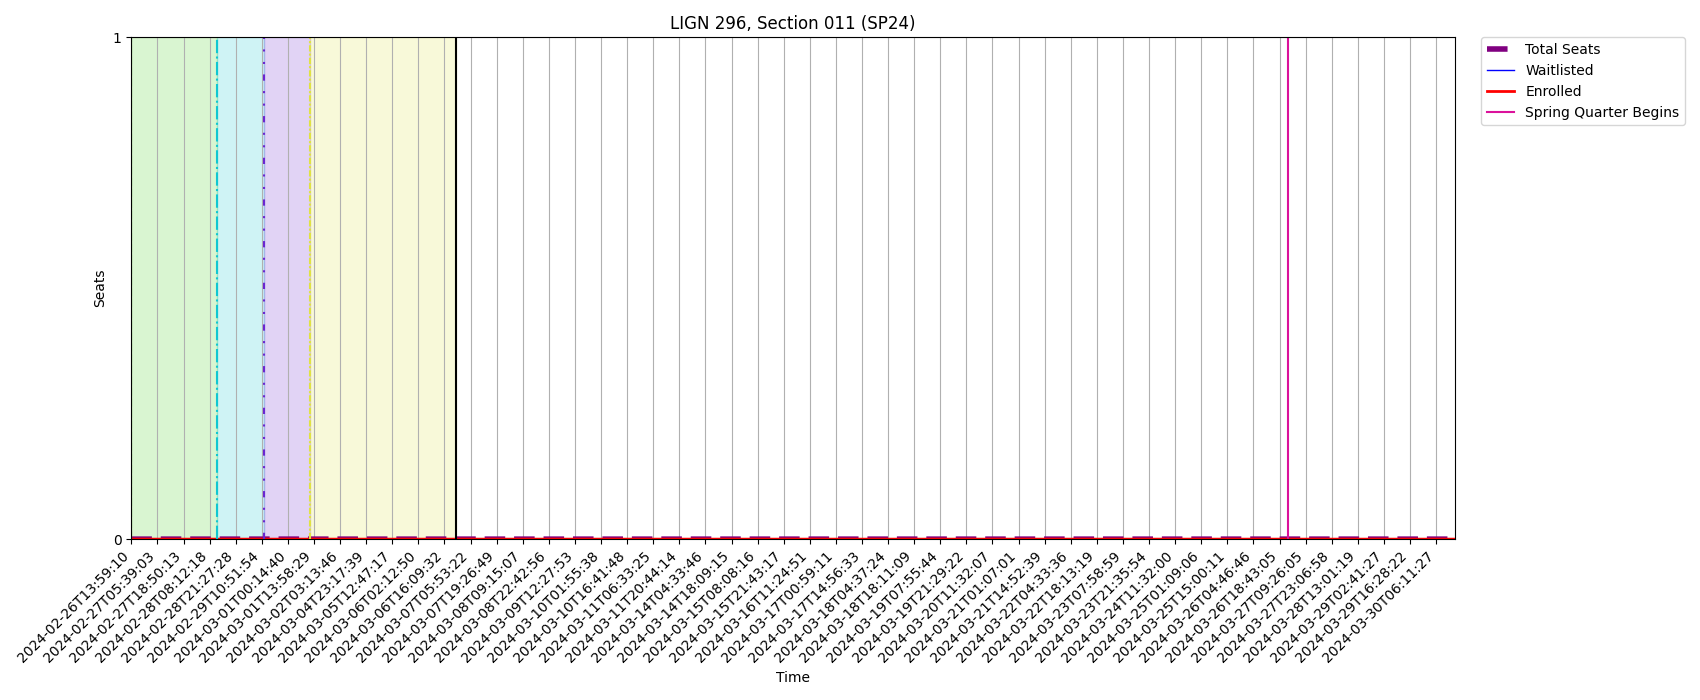 LIGN 296, Section 011 (SP24)
1
0
Seats
Total Seats
Waitlisted
Enrolled
Spring Quarter Begins
2024-02-26T13:59:10
2024-02-27T05:39:03
2024-02-27T18:50:13
2024-02-28T08:12:18
2024-02-28T21:27:28
2024-02-29T10:51:54
2024-03-01T00:14:40
2024-03-01T13:58:29
2024-03-02T03:13:46
2024-03-04T23:17:39
2024-03-05T12:47:17
2024-03-06T02:12:50
2024-03-06T16:09:32
2024-03-07T05:53:22
2024-03-07T19:26:49
2024-03-08T09:15:07
2024-03-08T22:42:56
2024-03-09T12:27:53
2024-03-10T01:55:38
2024-03-10T16:41:48
2024-03-11T06:33:25
2024-03-11T20:44:14
2024-03-14T04:33:46
2024-03-14T18:09:15
2024-03-15T08:08:16
2024-03-15T21:43:17
2024-03-16T11:24:51
2024-03-17T00:59:11
2024-03-17T14:56:33
2024-03-18T04:37:24
2024-03-18T18:11:09
2024-03-19T07:55:44
2024-03-19T21:29:22
2024-03-20T11:32:07
2024-03-21T01:07:01
2024-03-21T14:52:39
2024-03-22T04:33:36
2024-03-22T18:13:19
2024-03-23T07:58:59
2024-03-23T21:35:54
2024-03-24T11:32:00
2024-03-25T01:09:06
2024-03-25T15:00:11
2024-03-26T04:46:46
2024-03-26T18:43:05
2024-03-27T09:26:05
2024-03-27T23:06:58
2024-03-28T13:01:19
2024-03-29T02:41:27
2024-03-29T16:28:22
2024-03-30T06:11:27
Time